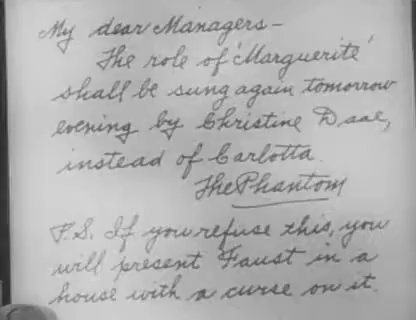 My dear Managers—
The role of 'Marguerite'
shall be sung again tomorrow
evening by Christine Daae,
instead of Carlotta.
The Phantom
P.S. If you refuse this, you
will present Faust in a
house with a curse on it.